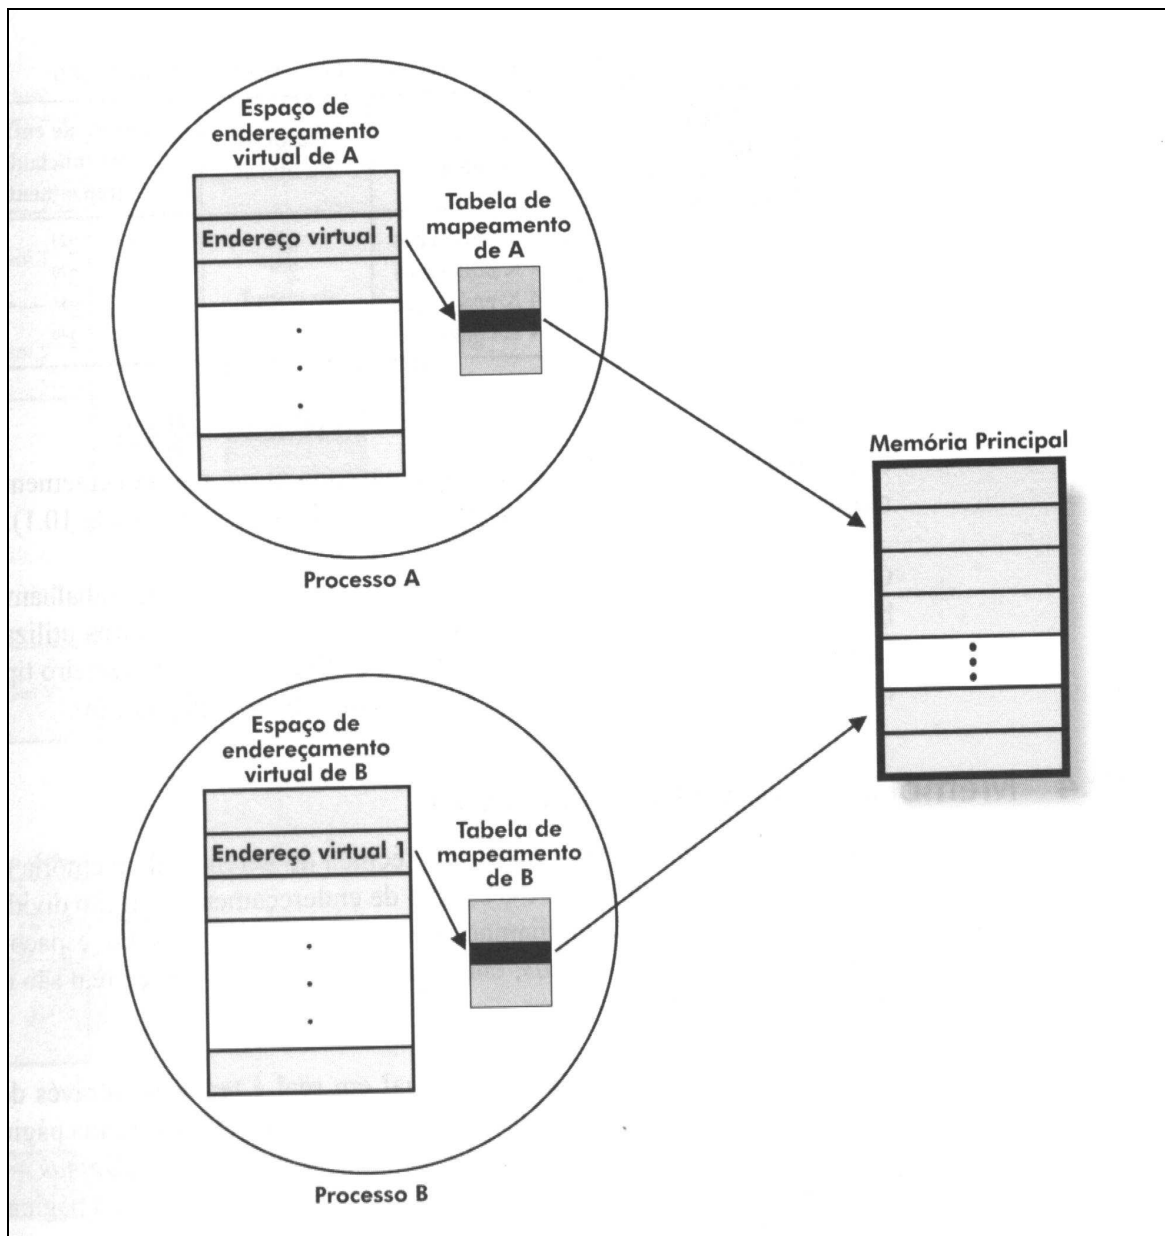 Espaço de
endereçamento
virtual de A
Endereço virtual 1
Tabela de
mapeamento
de A
Processo A
Memória Principal
Espaço de
endereçamento
virtual de B
Endereço virtual 1
Tabela de
mapeamento
de B
Processo B